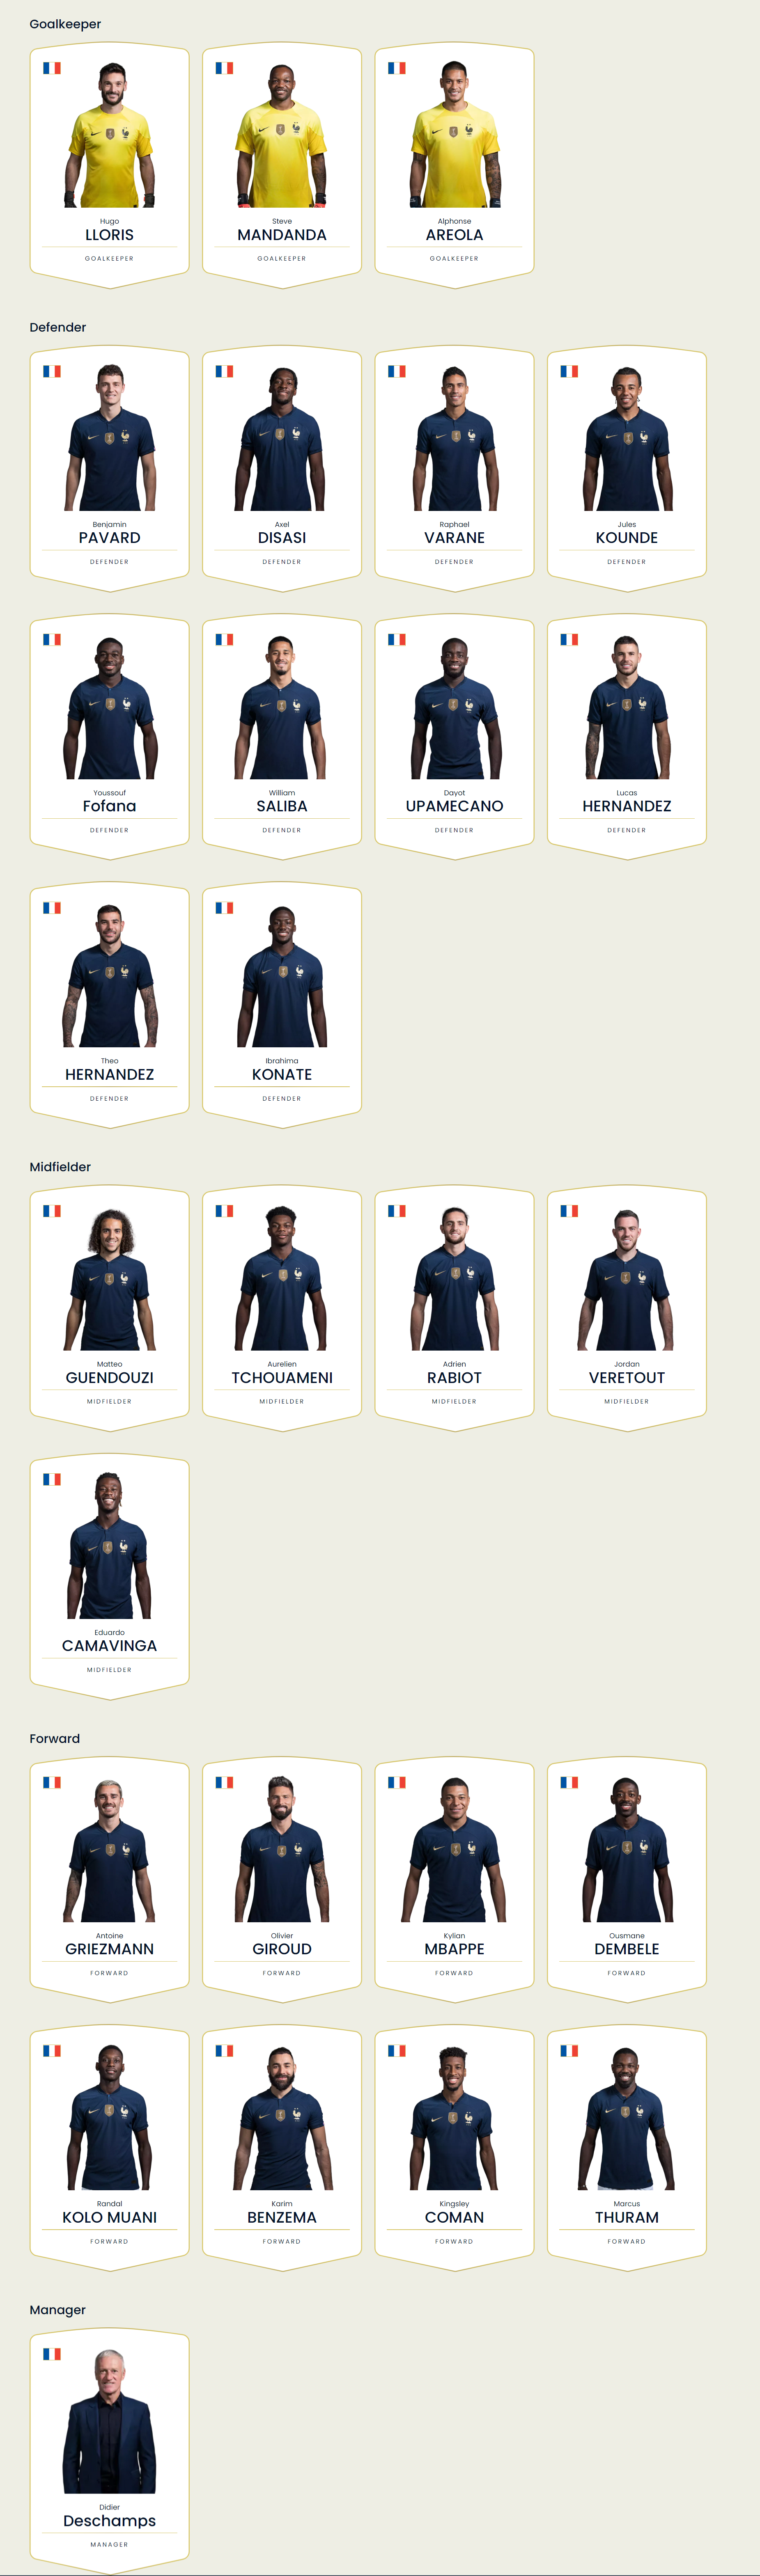 Goalkeeper
Hugo
LLORIS
GOALKEEPER
Steve
MANDANDA
GOALKEEPER
Alphonse
AREOLA
GOALKEEPER
Defender
Benjamin
PAVARD
DEFENDER
Axel
DISASI
DEFENDER
Raphael
VARANE
DEFENDER
Jules
KOUNDE
DEFENDER
Youssouf
Fofana
DEFENDER
William
SALIBA
DEFENDER
Dayot
UPAMECANO
DEFENDER
Lucas
HERNANDEZ
DEFENDER
Theo
HERNANDEZ
DEFENDER
Ibrahima
KONATE
DEFENDER
Midfielder
Matteo
GUENDOUZI
MIDFIELDER
Aurelien
TCHOUAMENI
MIDFIELDER
Adrien
RABIOT
MIDFIELDER
Jordan
VERETOUT
MIDFIELDER
Eduardo
CAMAVINGA
MIDFIELDER
Forward
Antoine
GRIEZMANN
FORWARD
Olivier
GIROUD
FORWARD
Kylian
MBAPPE
FORWARD
Ousmane
DEMBELE
FORWARD
Randal
KOLO MUANI
FORWARD
Karim
BENZEMA
FORWARD
Kingsley
COMAN
FORWARD
Marcus
THURAM
FORWARD
Manager
Didier
Deschamps
MANAGER